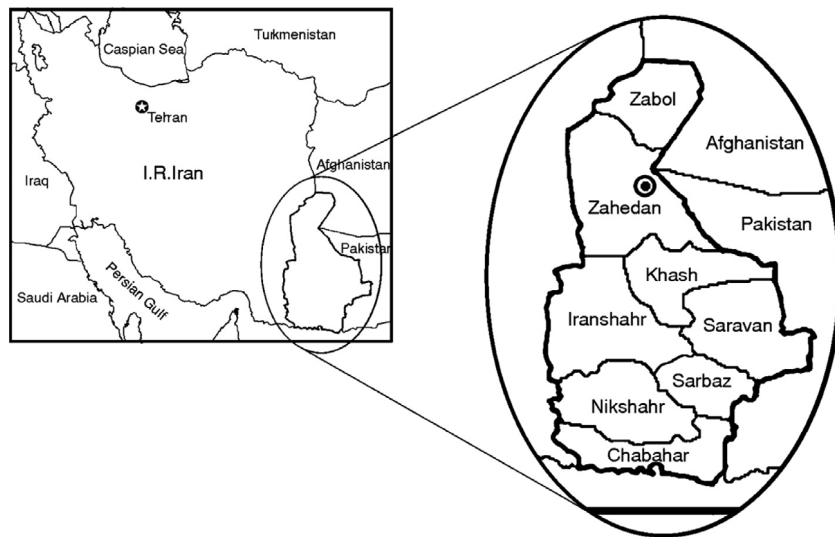 Caspian Sea
Tukmenistan
Tehran
I.R.Iran
Afghanistan
Iraq
Pakistan
Persian Gulf
Saudi Arabia
Zabol
Afghanistan
Zahedan
Pakistan
Khash
Iranshahr
Saravan
Sarbaz
Nikshahr
Chabahar